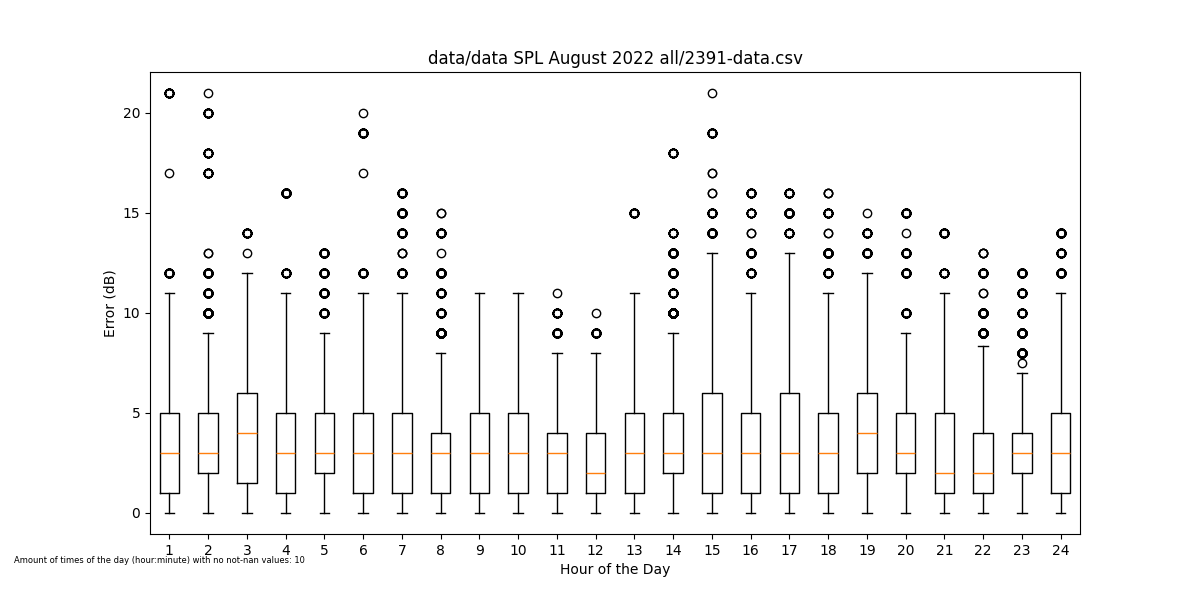 data/data SPL August 2022 all/2391-data.csv
20
15
10
5
0
Error (dB)
1 2 3 4 5 6 7 8 9 10 11 12 13 14 15 16 17 18 19 20 21 22 23 24
Amount of times of the day (hour:minute) with no not-nan values: 10
Hour of the Day